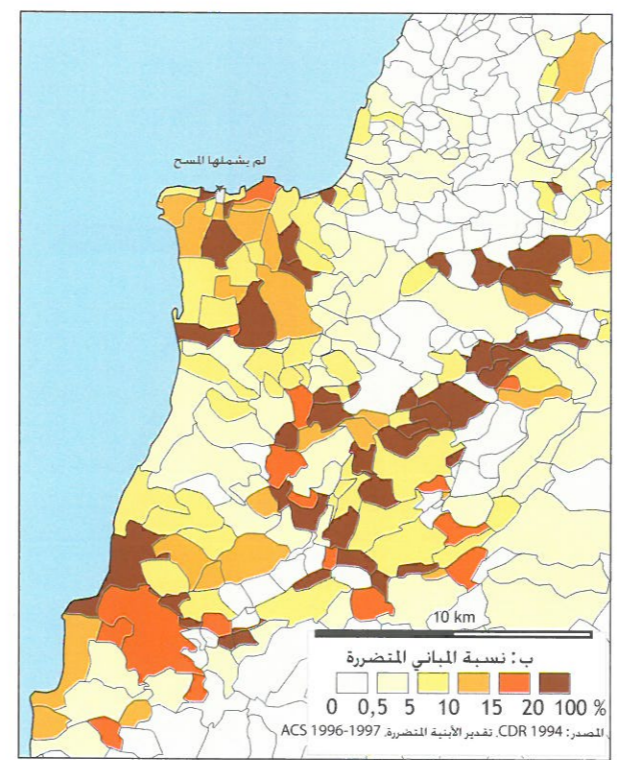 لم يشملها المسح
10 km
ب: نسبة المباني المتضررة
0 0,5 5 10 15 20 100 %
المصدر: CDR 1994، تقدير الأبنية المتضررة، ACS 1996-1997